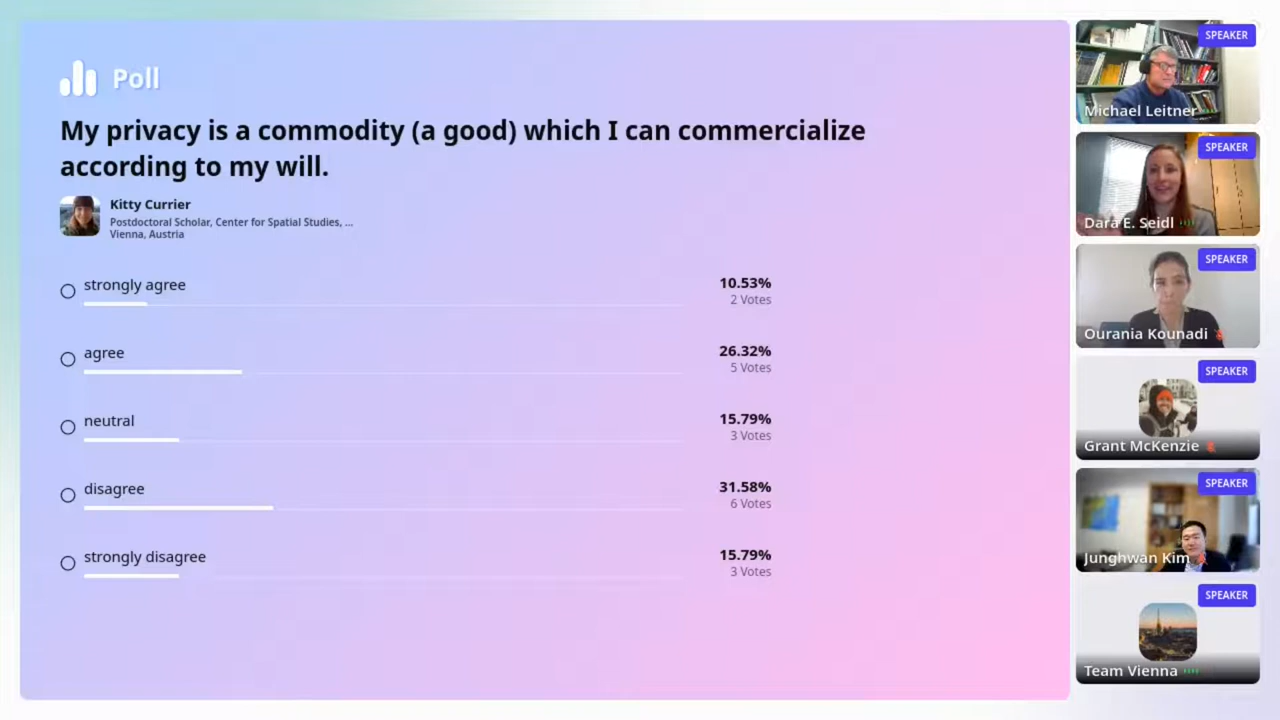 Poll
My privacy is a commodity (a good) which I can commercialize
according to my will.
Kitty Currier
Postdoctoral Scholar, Center for Spatial Studies, ...
Vienna, Austria
strongly agree
10.53%
2 Votes
agree
26.32%
5 Votes
neutral
15.79%
3 Votes
disagree
31.58%
6 Votes
strongly disagree
15.79%
3 Votes
SPEAKER
Michael Leitner
SPEAKER
Dara E. Seidl
SPEAKER
Ourania Kounadi
SPEAKER
Grant McKenzie
SPEAKER
Junghwan Kim
SPEAKER
Team Vienna